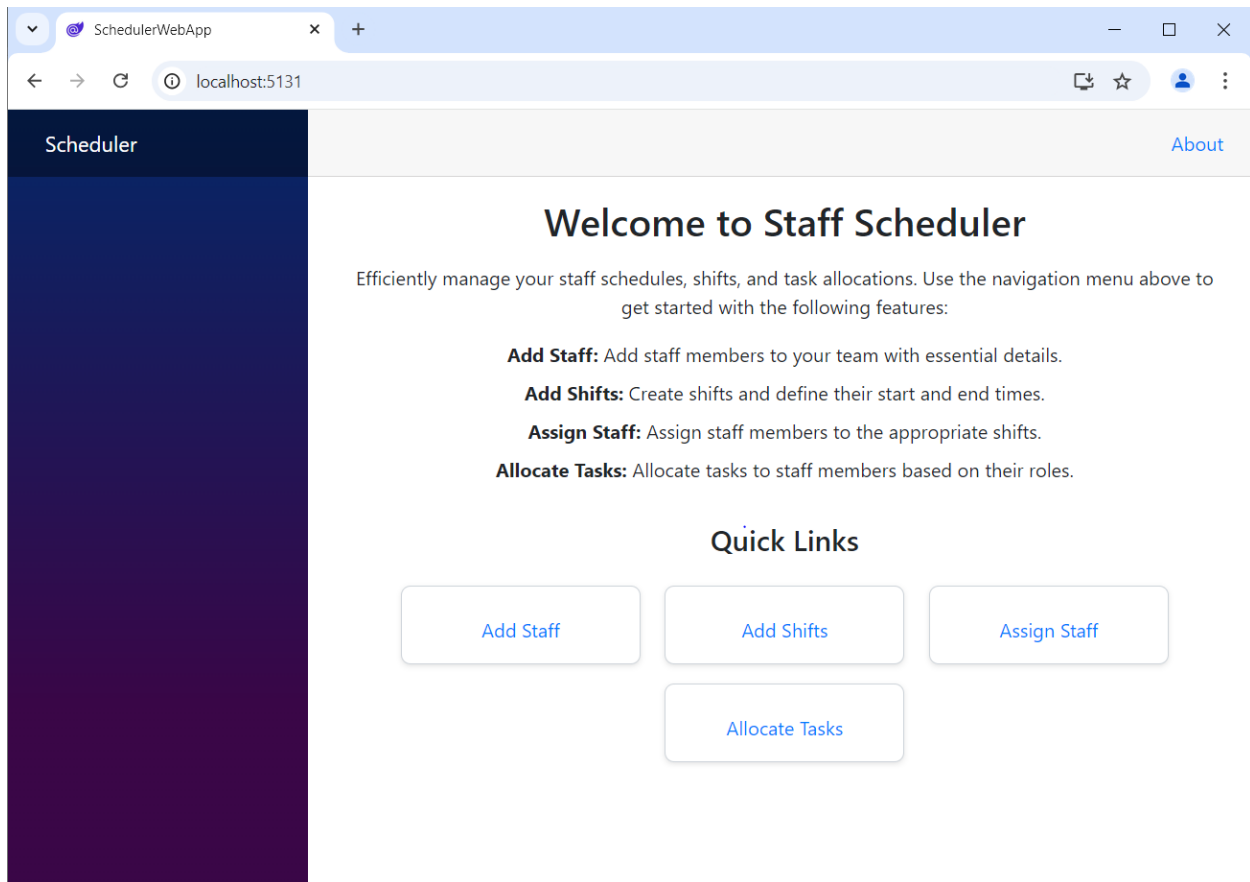 SchedulerWebApp
localhost:5131
Scheduler
About
Welcome to Staff Scheduler
Efficiently manage your staff schedules, shifts, and task allocations. Use the navigation menu above to
get started with the following features:
Add Staff: Add staff members to your team with essential details.
Add Shifts: Create shifts and define their start and end times.
Assign Staff: Assign staff members to the appropriate shifts.
Allocate Tasks: Allocate tasks to staff members based on their roles.
Quick Links
Add Staff
Add Shifts
Assign Staff
Allocate Tasks